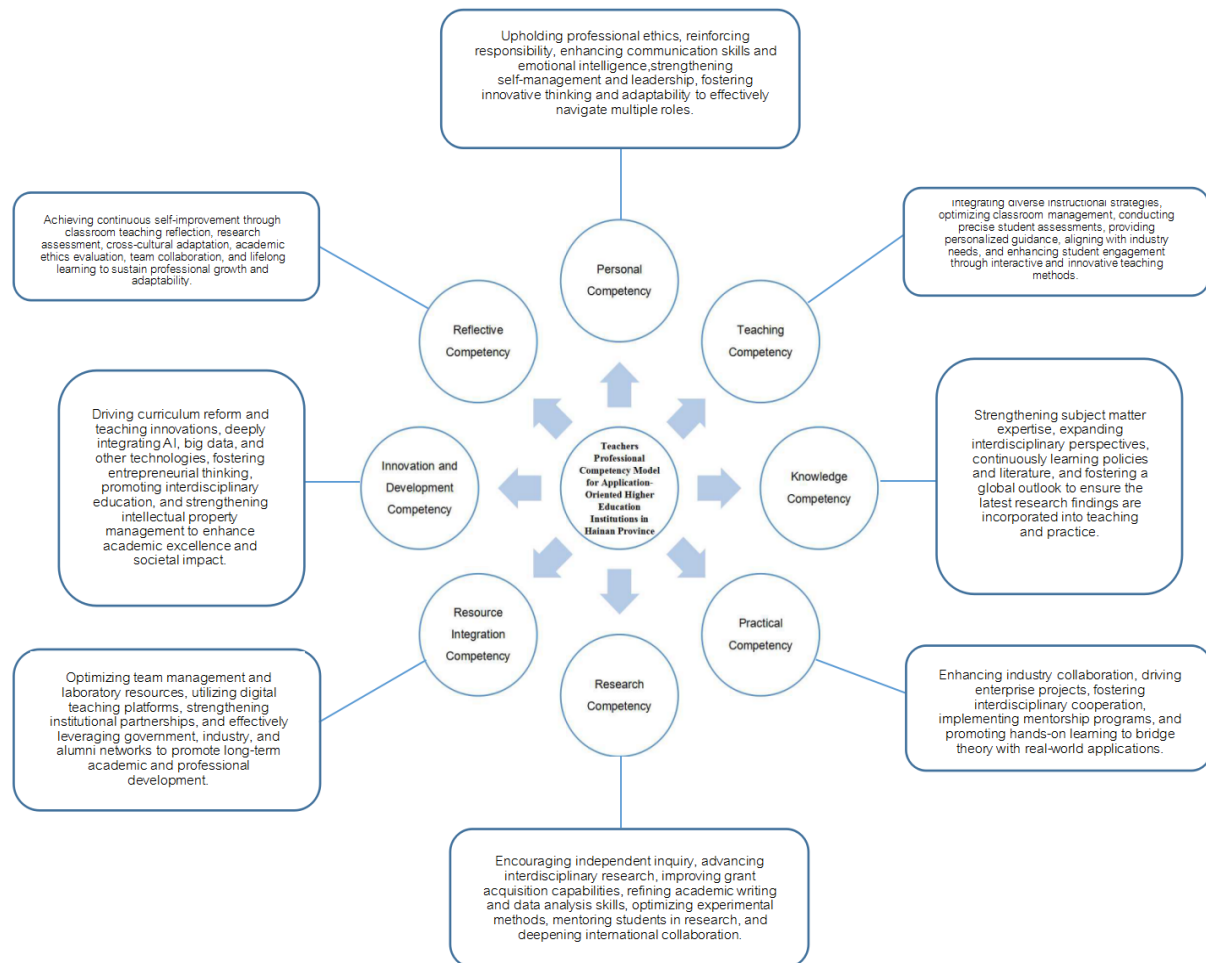 Upholding professional ethics, reinforcing
responsibility, enhancing communication skills and
emotional intelligence,strengthening
self-management and leadership, fostering
innovative thinking and adaptability to effectively
navigate multiple roles.
Achieving continuous self-improvement through
classroom teaching reflection, research
assessment, cross-cultural adaptation, academic
ethics evaluation, team collaboration, and lifelong
learning to sustain professional growth and
adaptability.
Integrating diverse instructional strategies,
optimizing classroom management, conducting
precise student assessments, providing
personalized guidance, aligning with industry
needs, and enhancing student engagement
through interactive and innovative teaching
methods.
Personal
Competency
Reflective
Competency
Teaching
Competency
Driving curriculum reform and
teaching innovations, deeply
integrating AI, big data, and
other technologies, fostering
entrepreneurial thinking,
promoting interdisciplinary
education, and strengthening
intellectual property
management to enhance
academic excellence and
societal impact.
Innovation and
Development
Competency
Teachers
Professional
Competency Model
for Application-
Oriented Higher
Education
Institutions in
Hainan Province
Knowledge
Competency
Strengthening subject matter
expertise, expanding
interdisciplinary perspectives,
continuously learning policies
and literature, and fostering a
global outlook to ensure the
latest research findings are
incorporated into teaching
and practice.
Resource
Integration
Competency
Practical
Competency
Research
Competency
Optimizing team management and
laboratory resources, utilizing digital
teaching platforms, strengthening
institutional partnerships, and effectively
leveraging government, industry, and
alumni networks to promote long-term
academic and professional
development.
Enhancing industry collaboration, driving
enterprise projects, fostering
interdisciplinary cooperation,
implementing mentorship programs, and
promoting hands-on learning to bridge
theory with real-world applications.
Encouraging independent inquiry, advancing
interdisciplinary research, improving grant
acquisition capabilities, refining academic writing
and data analysis skills, optimizing experimental
methods, mentoring students in research, and
deepening international collaboration.